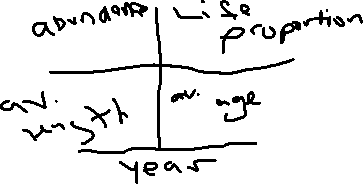 abundance
Life
proportion
av.
length
av. age
year